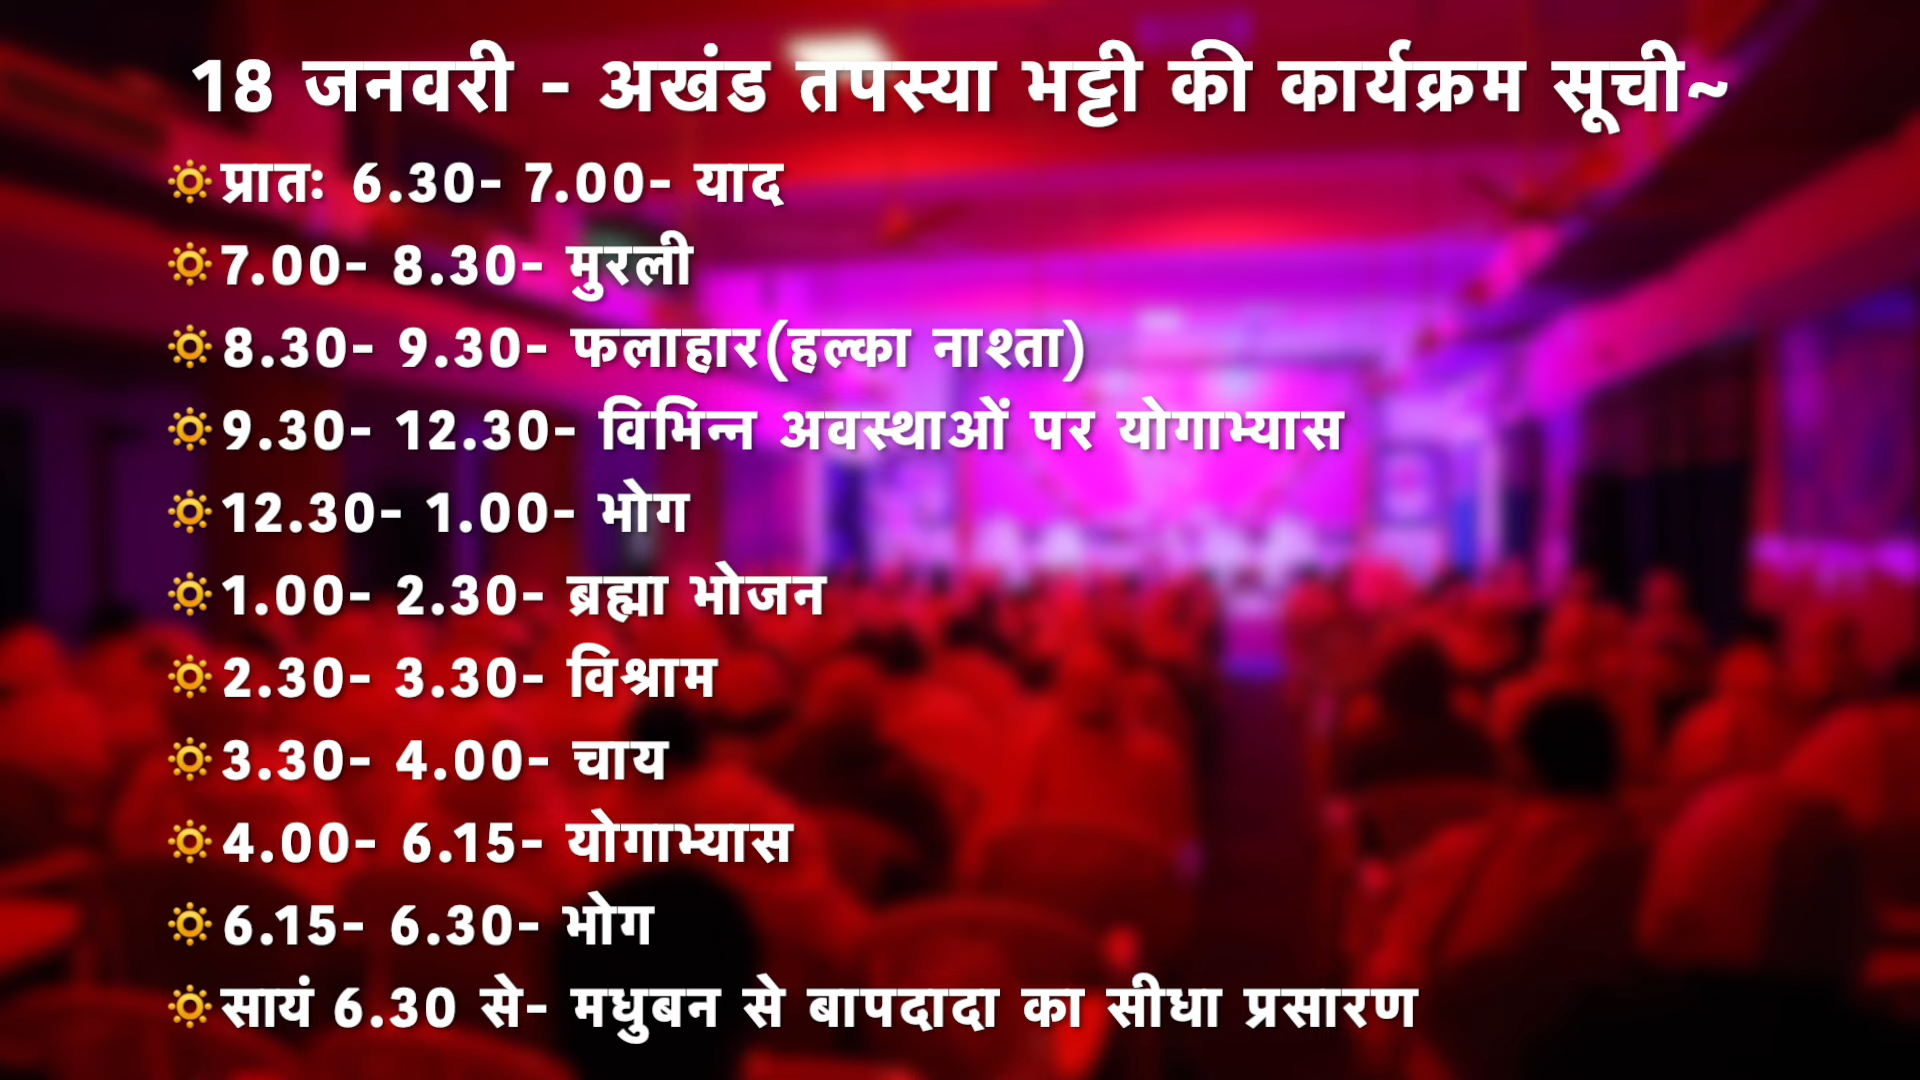 18 जनवरी - अखंड तपस्या भट्टी की कार्यक्रम सूची~
🔅प्रातः 6.30- 7.00- याद
🔅7.00- 8.30- मुरली
🔅8.30- 9.30- फलाहार(हल्का नाश्ता)
🔅9.30- 12.30- विभिन्न अवस्थाओं पर योगाभ्यास
🔅12.30- 1.00- भोग
🔅1.00- 2.30- ब्रह्मा भोजन
🔅2.30- 3.30- विश्राम
🔅3.30- 4.00- चाय
🔅4.00- 6.15- योगाभ्यास
🔅6.15- 6.30- भोग
🔅सायं 6.30 से- मधुबन से बापदादा का सीधा प्रसारण